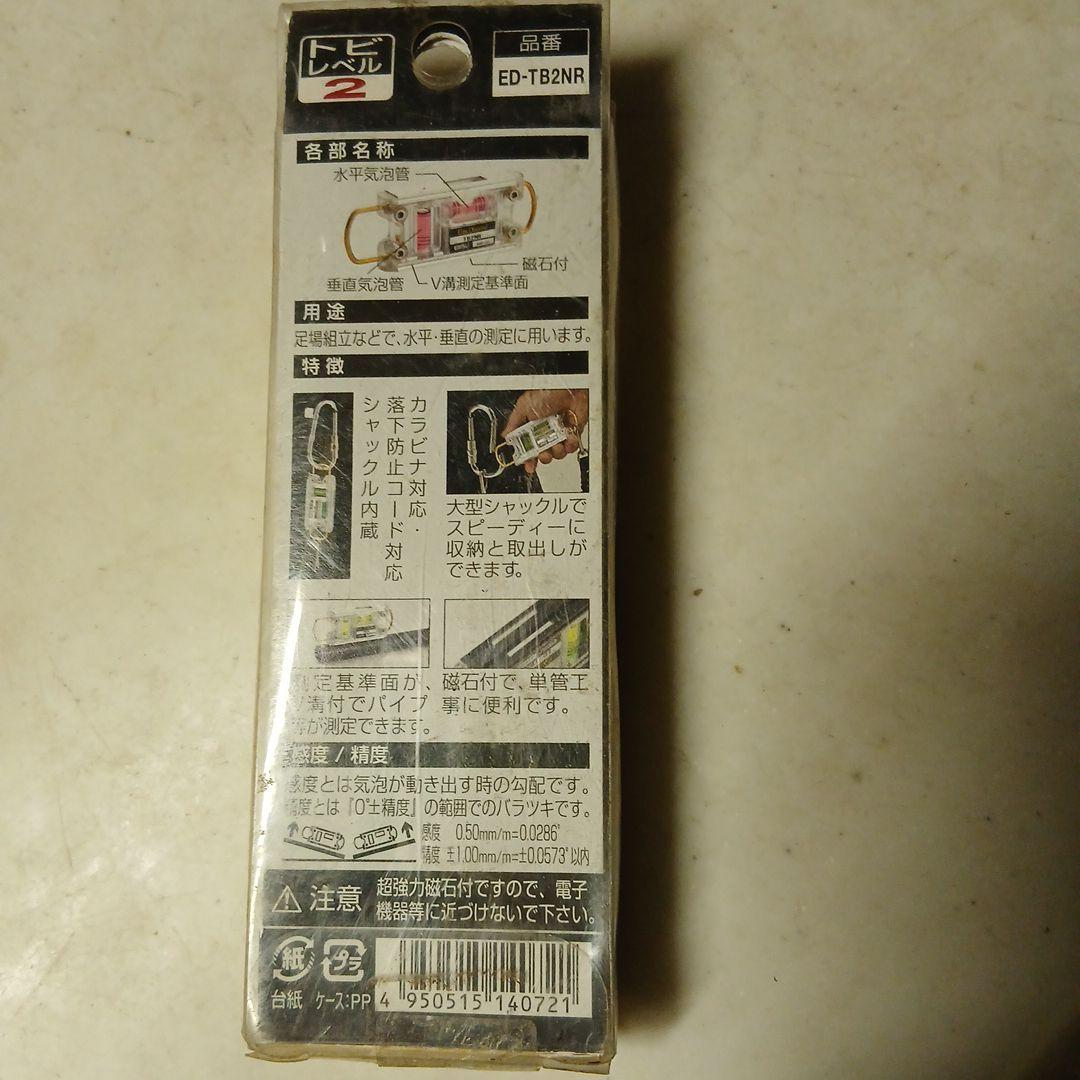 トビ
レベル
2
品番
ED-TB2NR
各部名称
水平気泡管
磁石付
垂直気泡管
V溝測定基準面
用途
足場組立などで、水平・垂直の測定に用います。
特徴
カラビナ対応・
落下防止コード対応
シャックル内蔵
大型シャックルで
スピーディーに
収納と取出しが
できます。
定基準面が、
溝付でパイプ
等が測定できます。
磁石付で、単管工
事に便利です。
感度/精度
感度とは気泡が動き出す時の勾配です。
精度とは『0°±精度』の範囲でのバラツキです。
感度 0.50mm/m=0.0286°
精度 ±1.00mm/m=±0.0573°以内
注意
超強力磁石付ですので、電子
機器等に近づけないで下さい。
紙
プラ
台紙 ケース:PP
4 950515 140721